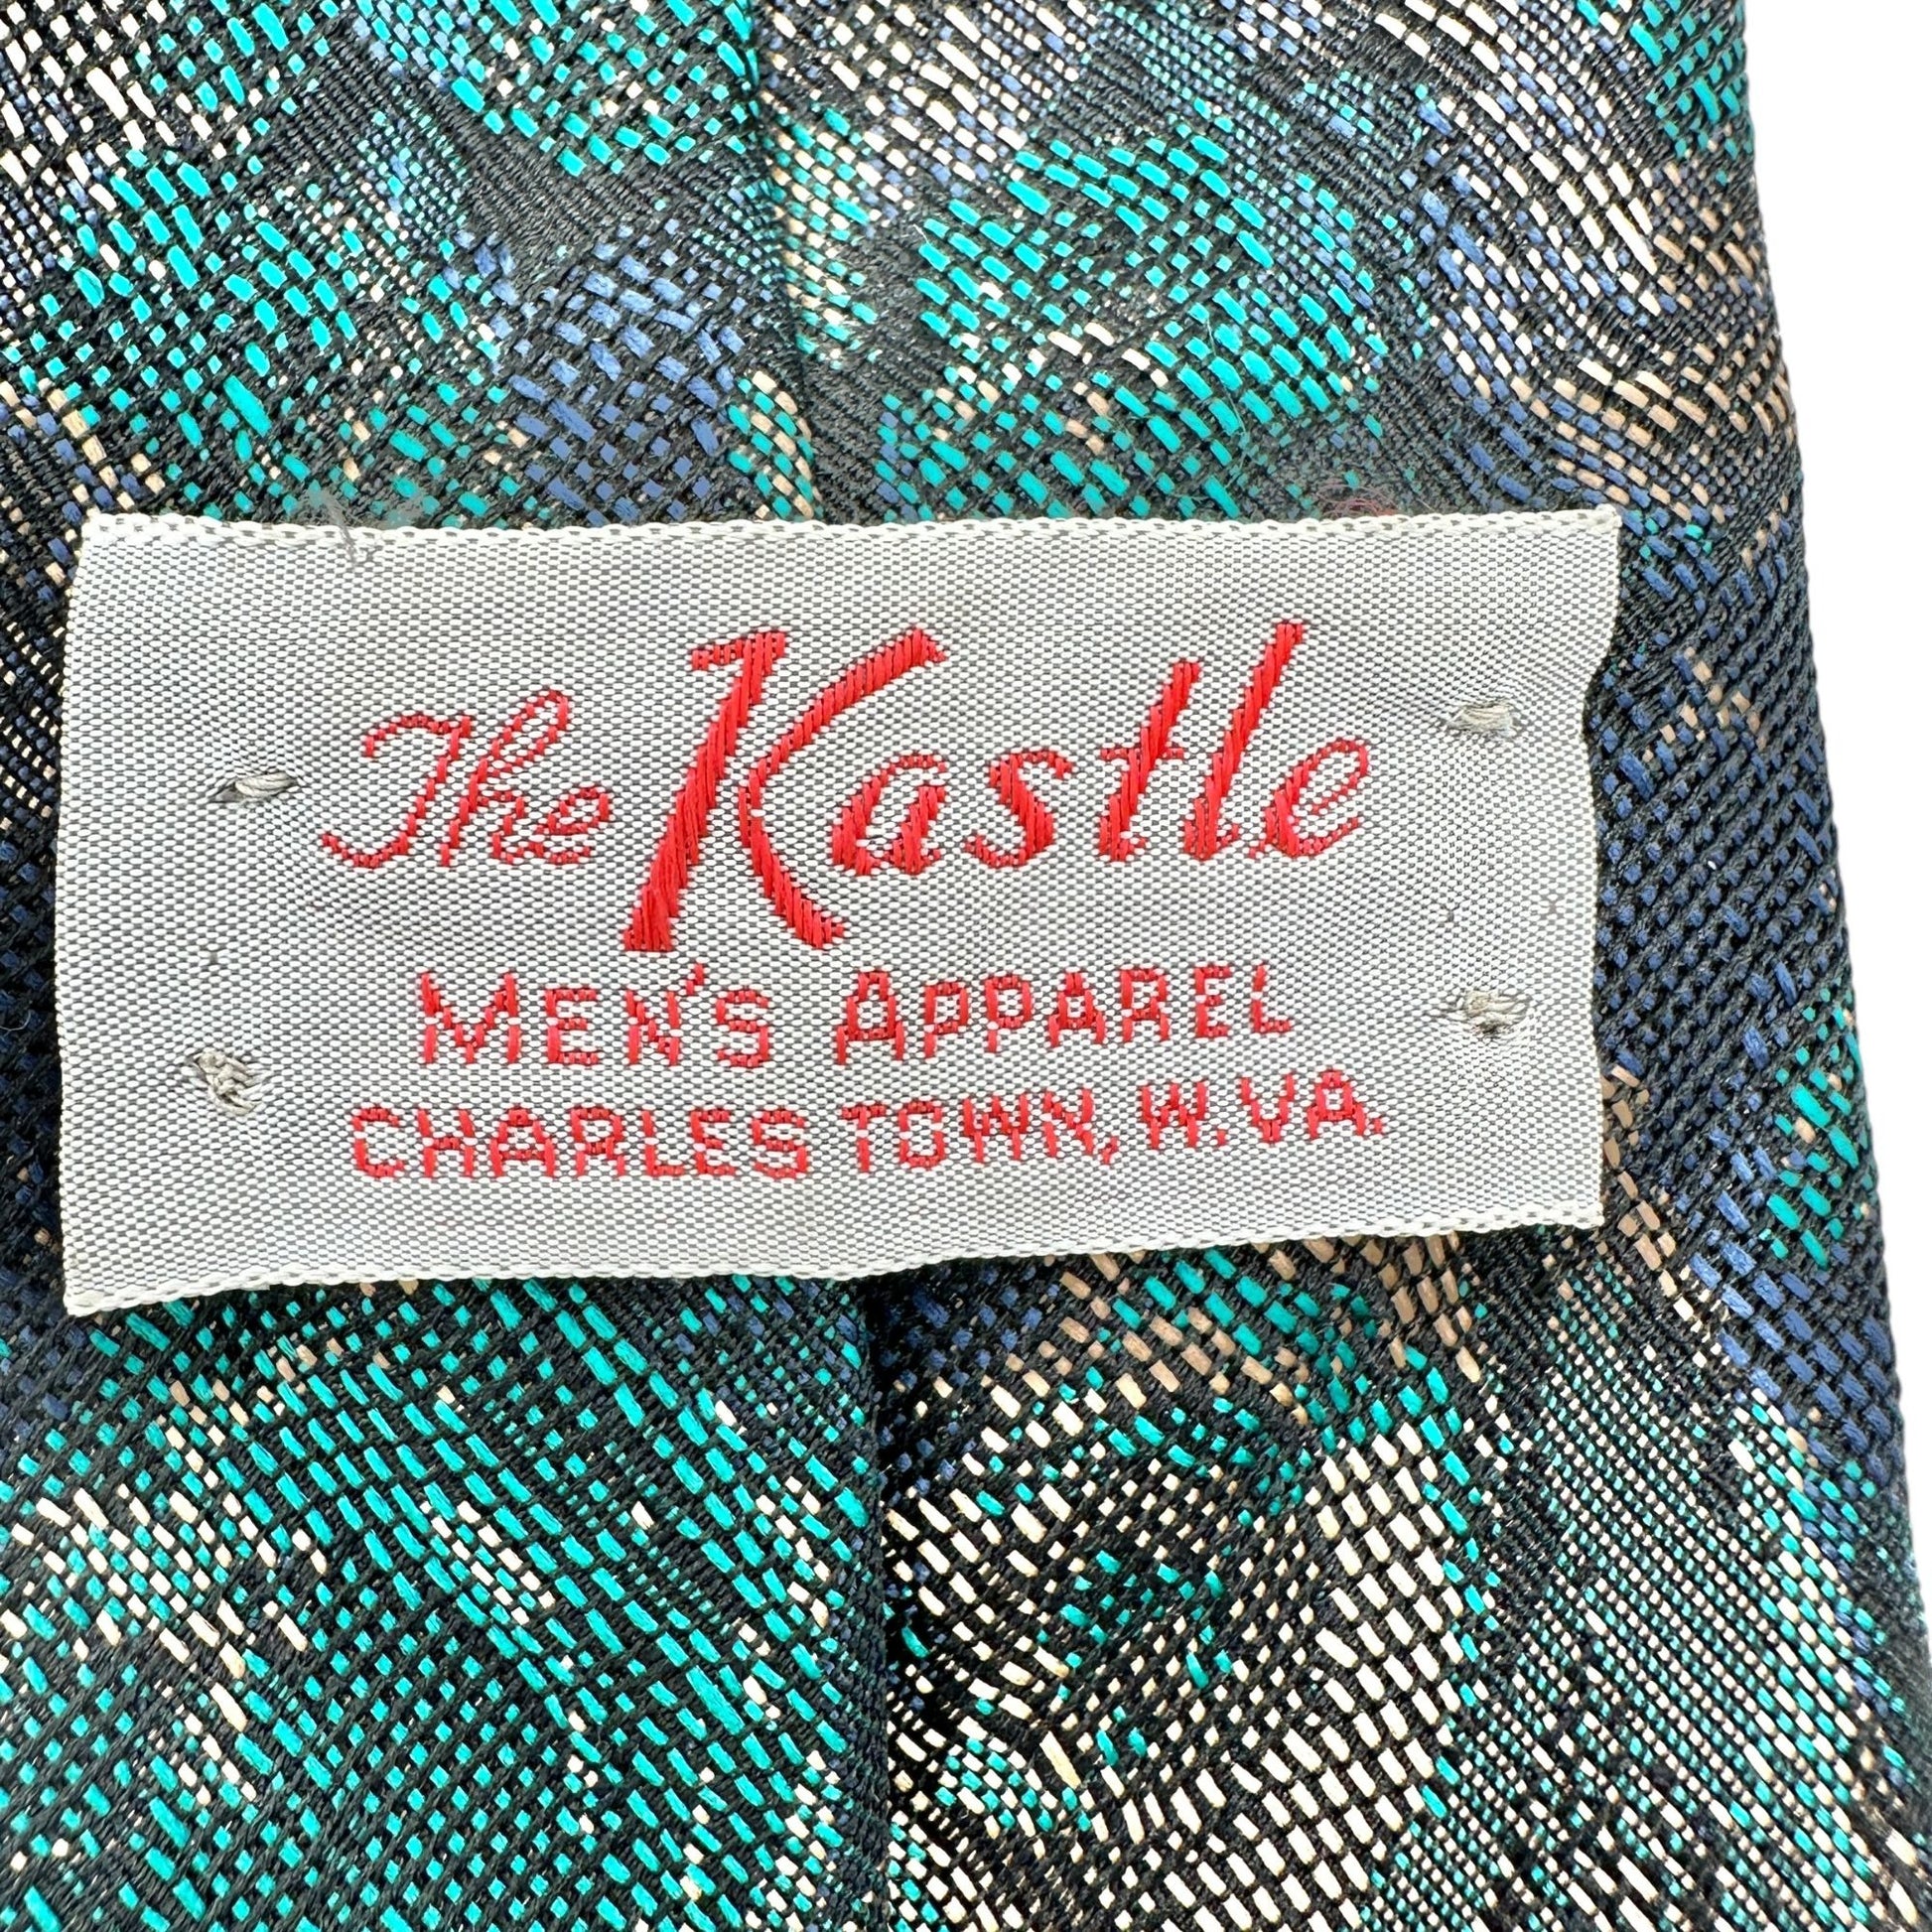 The Kastle
MEN'S APPAREL
CHARLES TOWN, W. VA.